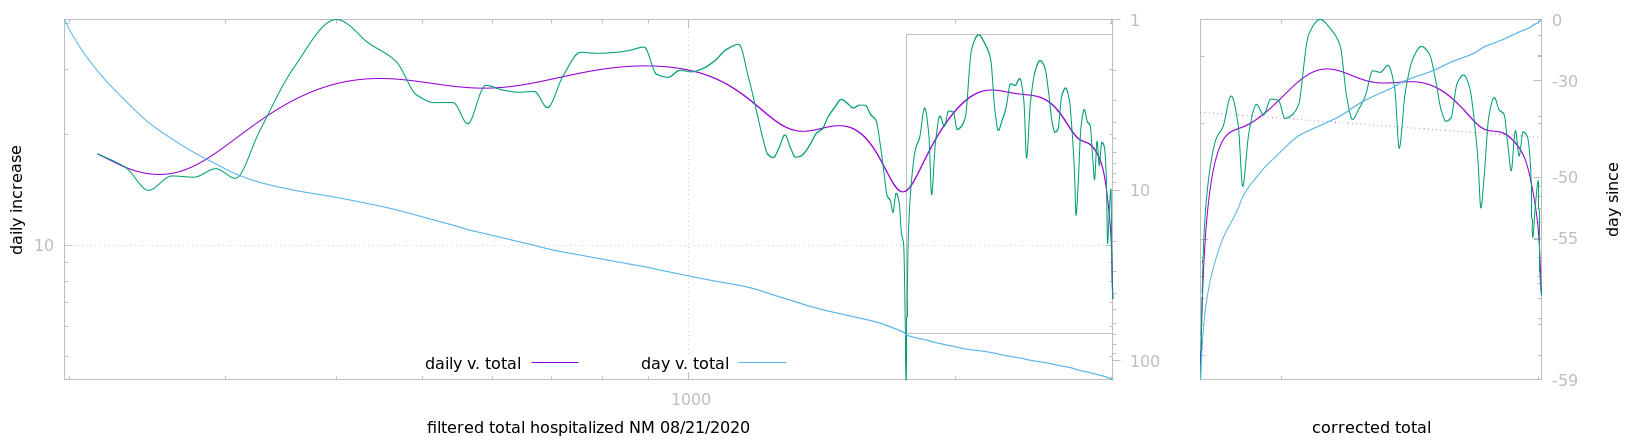 1
0
-30
daily increase
day since
10
-50
10
-55
daily v. total
day v. total
100
-59
1000
filtered total hospitalized NM 08/21/2020
corrected total